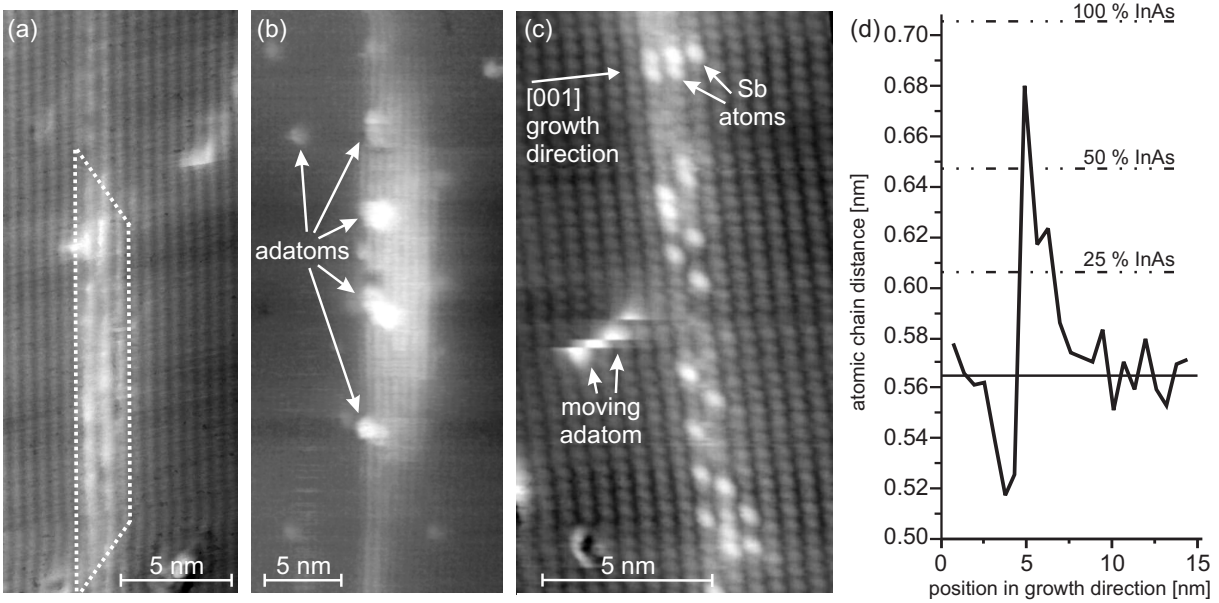 (a)
5 nm
(b)
adatoms
5 nm
(c)
[001]
growth
direction
Sb
atoms
moving
adatom
5 nm
(d)
100 % InAs
50 % InAs
25 % InAs
atomic chain distance [nm]
0.70
0.68
0.66
0.64
0.62
0.60
0.58
0.56
0.54
0.52
0.50
0 5 10 15
position in growth direction [nm]